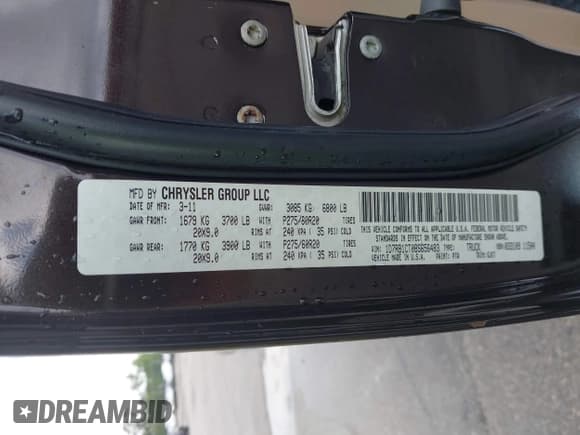 MFD BY CHRYSLER GROUP LLC
DATE OF MFR: 3-11 GVWR: 3085 KG 6800 LB
GAWR FRONT: 1679 KG 3700 LB WITH P275/60R20 TIRES
20X9.0 RIMS AT 240 KPA ( 35 PSI) COLD
GAWR REAR: 1770 KG 3900 LB WITH P275/60R20 TIRES
20X9.0 RIMS AT 240 KPA ( 35 PSI) COLD
THIS VEHICLE CONFORMS TO ALL APPLICABLE U.S.A. FEDERAL MOTOR VEHICLE SAFETY
STANDARDS IN EFFECT ON THE DATE OF MANUFACTURE SHOWN ABOVE.
VIN: TYPE: TRUCK
VEHICLE MADE IN U.S.A. PAINT:
DREAMBID